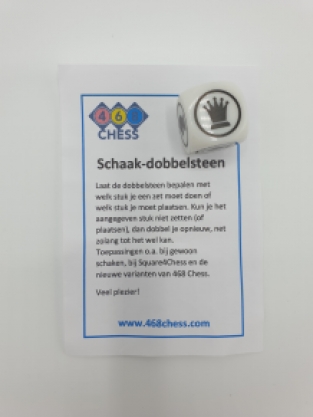 4 6 8
CHESS
Schaak-dobbelsteen
Laat de dobbelsteen bepalen met
welk stuk je een zet moet doen of
welk stuk je moet plaatsen. Kun je het
aangegeven stuk niet zetten (of
plaatsen), dan dobbel je opnieuw, net
zolang tot het wel kan.
Toepassingen o.a. bij gewoon
schaken, bij Square4Chess en de
nieuwe varianten van 468 Chess.
Veel plezier!
www.468chess.com